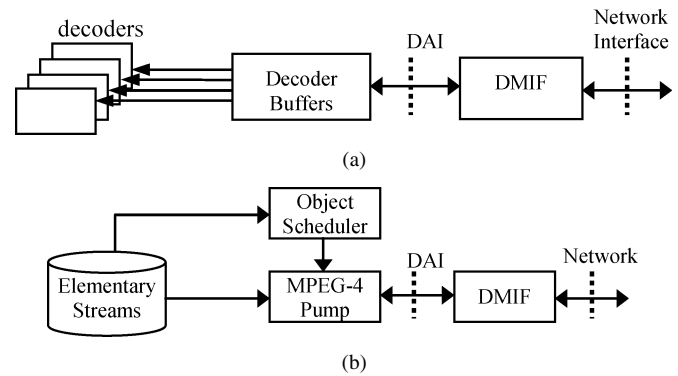 decoders
Decoder
Buffers
DAI
DMIF
Network
Interface
(a)
Elementary
Streams
Object
Scheduler
MPEG-4
Pump
DAI
DMIF
Network
(b)